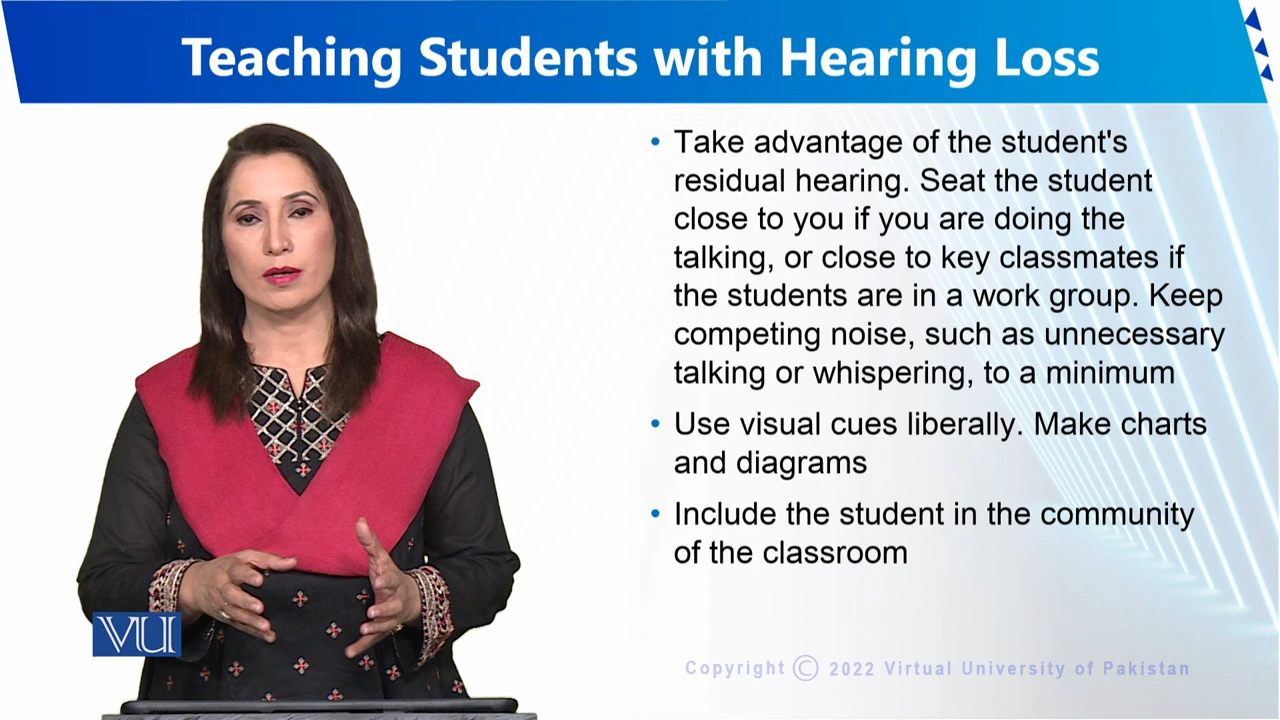 Teaching Students with Hearing Loss
• Take advantage of the student's
residual hearing. Seat the student
close to you if you are doing the
talking, or close to key classmates if
the students are in a work group. Keep
competing noise, such as unnecessary
talking or whispering, to a minimum
• Use visual cues liberally. Make charts
and diagrams
• Include the student in the community
of the classroom
VU
Copyright © 2022 Virtual University of Pakistan